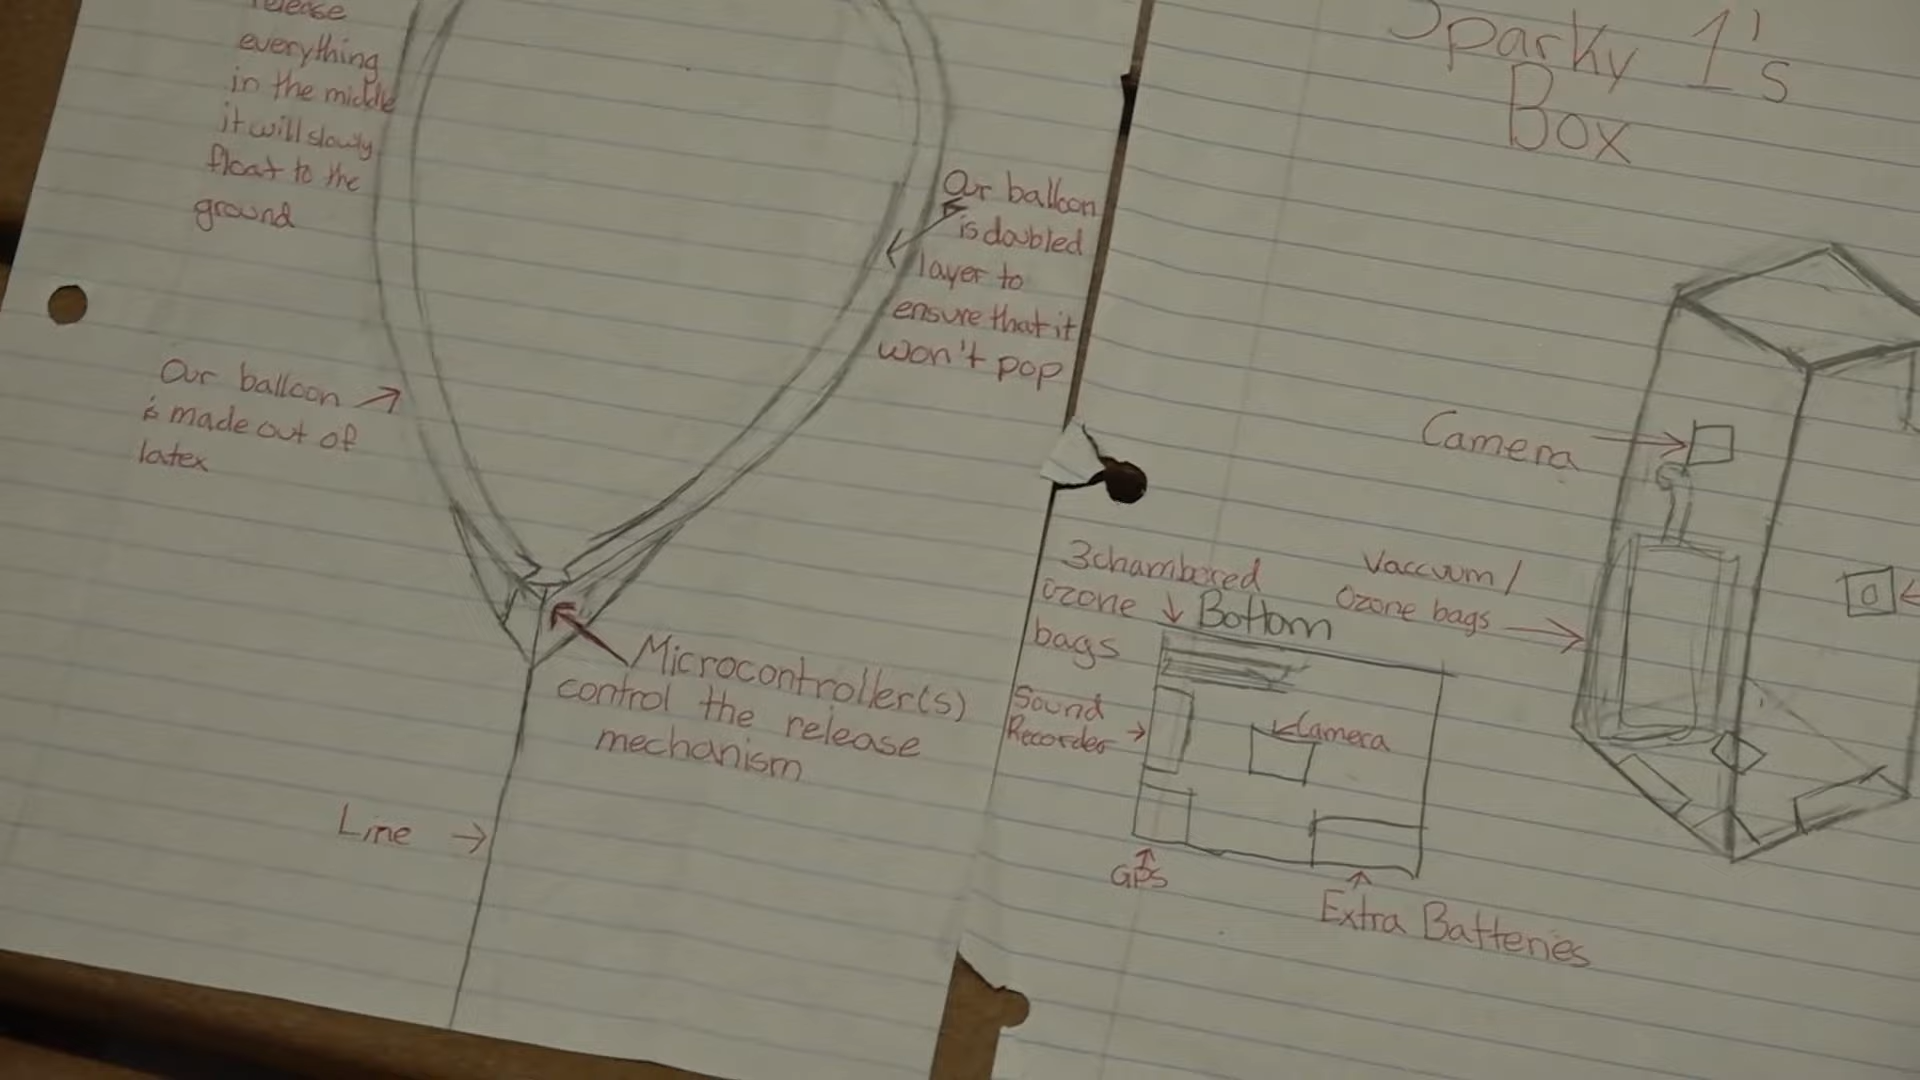 release
everything
in the middle
it will slowly
float to the
ground
Our balloon
is doubled
layer to
ensure that it
won't pop
Our balloon
is made out of
latex
Microcontroller(s)
control the release
mechanism
Line
Sparky 1's
Box
Camera
Vaccuum/
Ozone bags
3chambored
ozone
bags
Bottom
Sound
Recorder
Camera
GPS
Extra Batteries